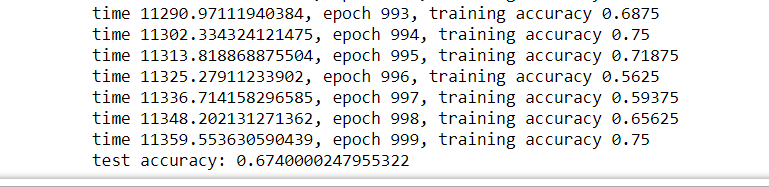 time 11290.97111940384, epoch 993, training accuracy 0.6875
time 11302.334324121475, epoch 994, training accuracy 0.75
time 11313.818868875504, epoch 995, training accuracy 0.71875
time 11325.27911233902, epoch 996, training accuracy 0.5625
time 11336.714158296585, epoch 997, training accuracy 0.59375
time 11348.202131271362, epoch 998, training accuracy 0.65625
time 11359.553630590439, epoch 999, training accuracy 0.75
test accuracy: 0.6740000247955322